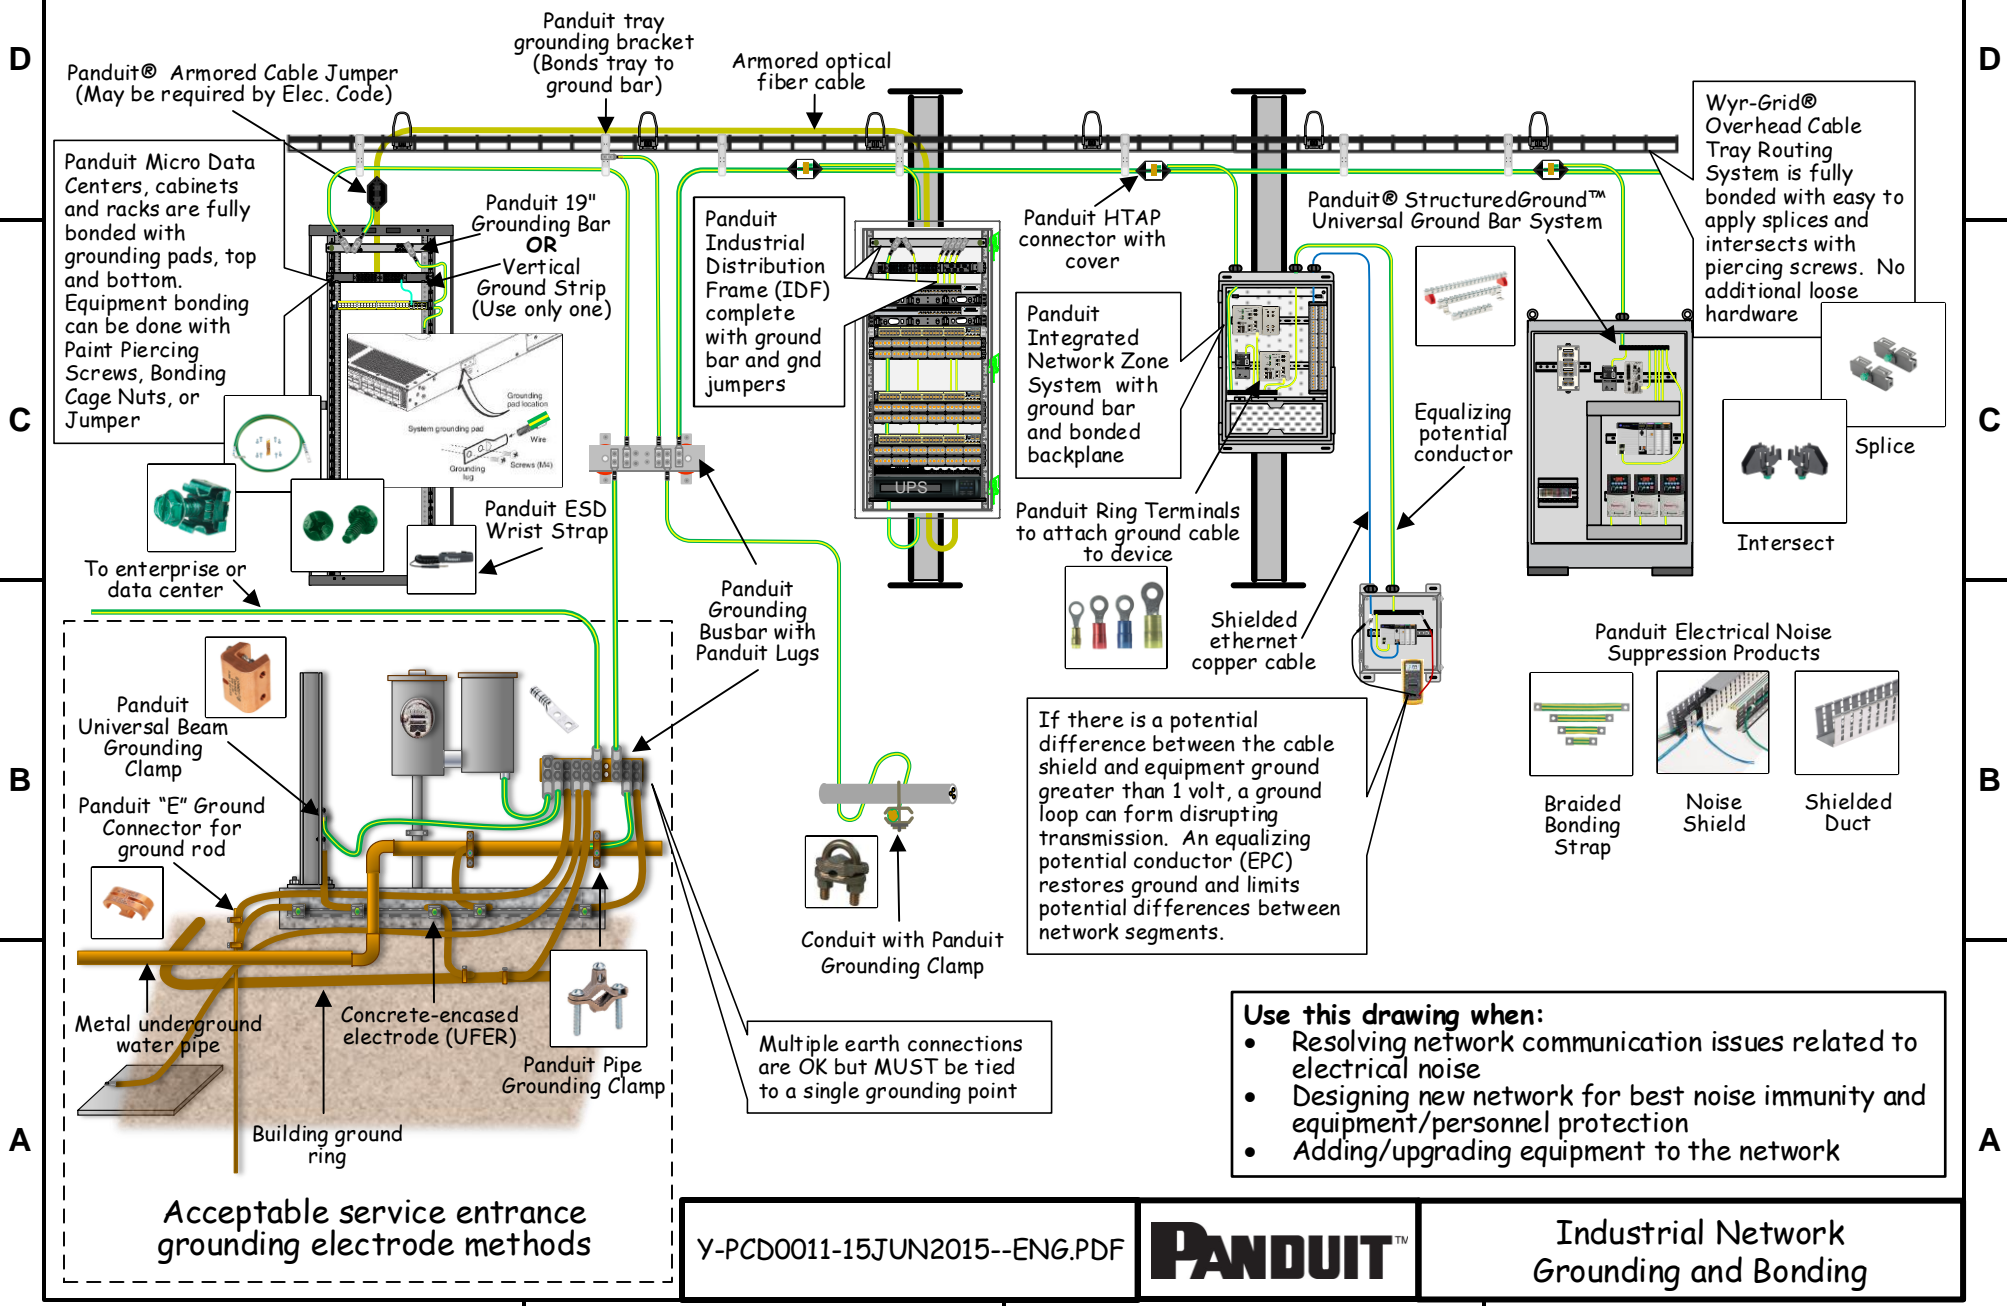 D
D
C
C
B
B
A
A
Panduit® Armored Cable Jumper
(May be required by Elec. Code)
Panduit tray
grounding bracket
(Bonds tray to
ground bar)
Armored optical
fiber cable
Wyr-Grid®
Overhead Cable
Tray Routing
System is fully
bonded with easy to
apply splices and
intersects with
piercing screws. No
additional loose
hardware
Panduit Micro Data
Centers, cabinets
and racks are fully
bonded with
grounding pads, top
and bottom.
Equipment bonding
can be done with
Paint Piercing
Screws, Bonding
Cage Nuts, or
Jumper
Panduit 19"
Grounding Bar
OR
Vertical
Ground Strip
(Use only one)
Panduit
Industrial
Distribution
Frame (IDF)
complete
with ground
bar and gnd
jumpers
Panduit HTAP
connector with
cover
Panduit® StructuredGround™
Universal Ground Bar System
Panduit
Integrated
Network Zone
System with
ground bar
and bonded
backplane
Grounding
pad location
System grounding pad
Wire
Grounding
lug
Screws (M4)
UPS
Equalizing
potential
conductor
Splice
Intersect
Panduit ESD
Wrist Strap
Panduit Ring Terminals
to attach ground cable
to device
To enterprise or
data center
Panduit
Grounding
Busbar with
Panduit Lugs
Shielded
ethernet
copper cable
Panduit Electrical Noise
Suppression Products
Braided
Bonding
Strap
Noise
Shield
Shielded
Duct
Panduit
Universal Beam
Grounding
Clamp
Panduit “E” Ground
Connector for
ground rod
If there is a potential
difference between the cable
shield and equipment ground
greater than 1 volt, a ground
loop can form disrupting
transmission. An equalizing
potential conductor (EPC)
restores ground and limits
potential differences between
network segments.
Conduit with Panduit
Grounding Clamp
Metal underground
water pipe
Concrete-encased
electrode (UFER)
Panduit Pipe
Grounding Clamp
Building ground
ring
Multiple earth connections
are OK but MUST be tied
to a single grounding point
Use this drawing when:
• Resolving network communication issues related to
electrical noise
• Designing new network for best noise immunity and
equipment/personnel protection
• Adding/upgrading equipment to the network
Acceptable service entrance
grounding electrode methods
Y-PCD0011-15JUN2015--ENG.PDF
PANDUIT™
Industrial Network
Grounding and Bonding